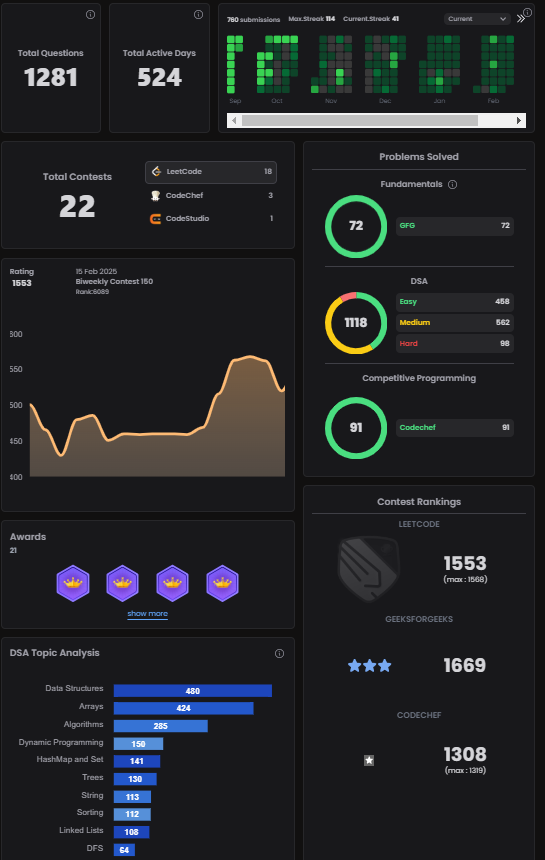 Total Questions
1281
Total Active Days
524
760 submissions Max.Streak 114 Current.Streak 41
Current
Sep Oct Nov Dec Jan Feb
Total Contests
22
LeetCode 18
CodeChef 3
CodeStudio 1
Problems Solved
Fundamentals
72
GFG 72
DSA
1118
Easy 458
Medium 562
Hard 98
Competitive Programming
91
Codechef 91
Rating
1553
15 Feb 2025
Biweekly Contest 150
Rank:6089
600
550
500
450
400
Awards
21
show more
Contest Rankings
LEETCODE
1553
(max : 1568)
GEEKSFORGEEKS
1669
CODECHEF
1308
(max : 1319)
DSA Topic Analysis
Data Structures 480
Arrays 424
Algorithms 285
Dynamic Programming 150
HashMap and Set 141
Trees 130
String 113
Sorting 112
Linked Lists 108
DFS 64